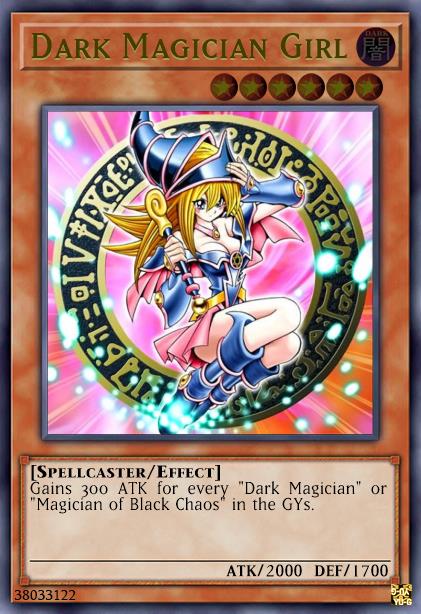 Dark Magician Girl
DARK
闇
[Spellcaster/Effect]
Gains 300 ATK for every "Dark Magician" or
"Magician of Black Chaos" in the GYs.
ATK/2000 DEF/1700
38033122